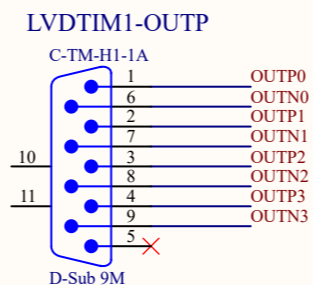 LVDTIM1-OUTP
C-TM-H1-1A
1 OUTP0
6 OUTN0
2 OUTP1
7 OUTN1
10 3 OUTP2
8 OUTN2
11 4 OUTP3
9 OUTN3
5
D-Sub 9M